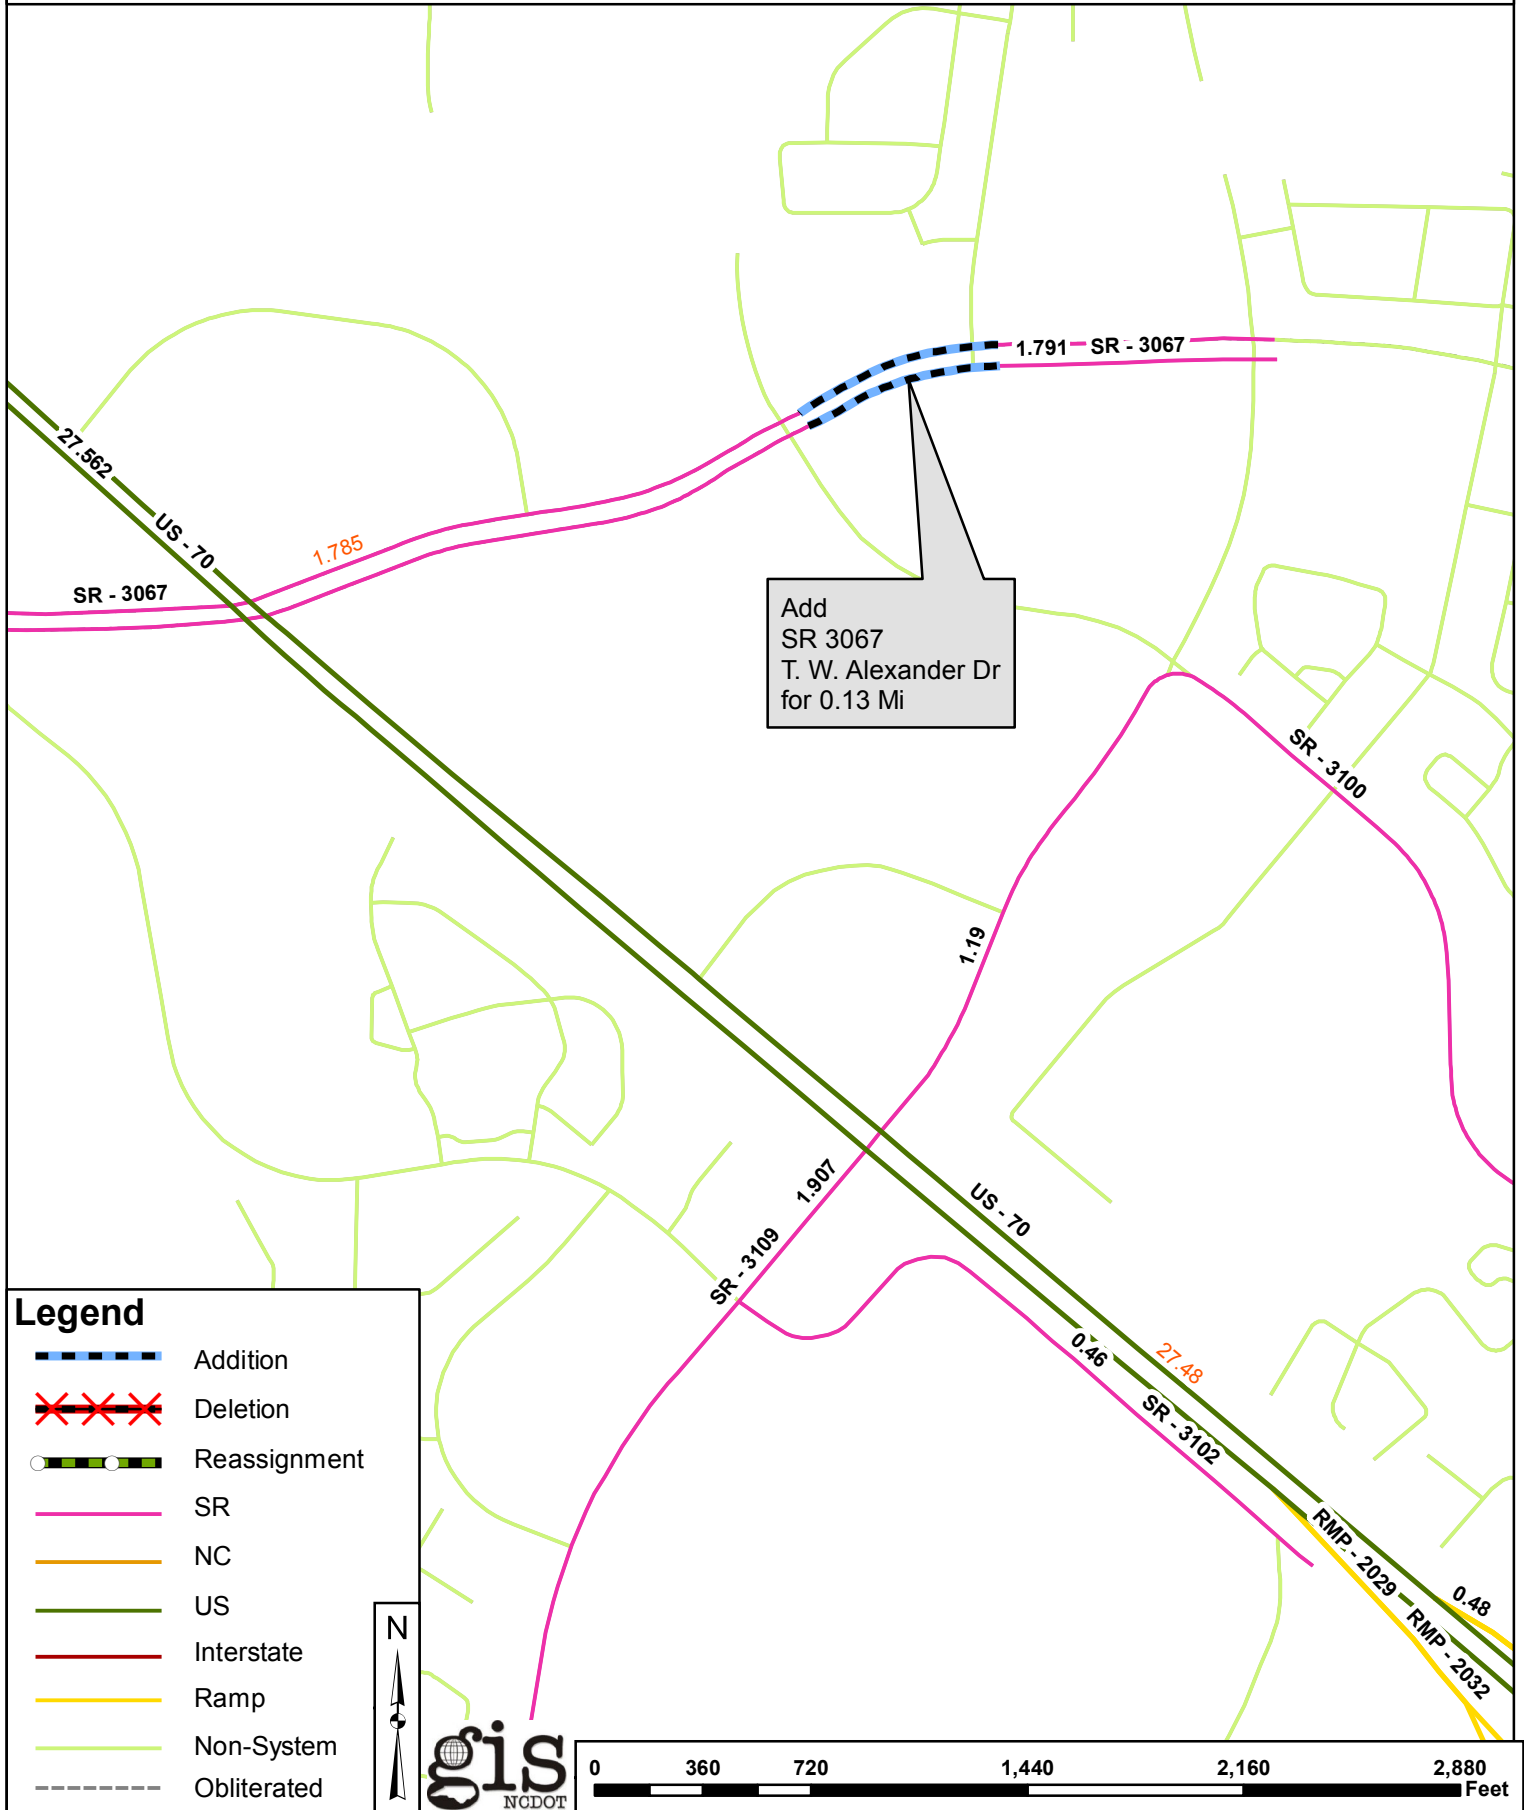 1.791
SR - 3067
27.562
US - 70
1.785
SR - 3067
Add
SR 3067
T. W. Alexander Dr
for 0.13 Mi
SR - 3100
1.19
1.907
US - 70
SR - 3109
0.46
27.48
SR - 3102
RMP - 2029
0.48
RMP - 2032
Legend
Addition
Deletion
Reassignment
SR
NC
US
Interstate
Ramp
Non-System
Obliterated
N
gis
NCDOT
0 360 720 1,440 2,160 2,880
Feet